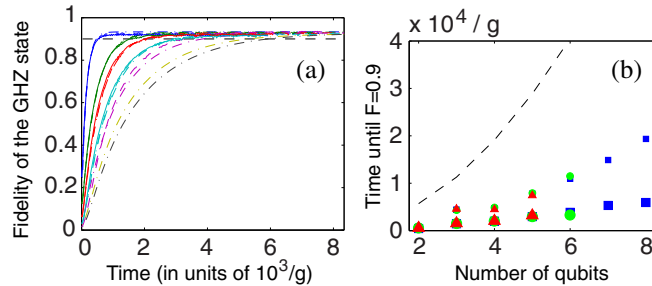 Fidelity of the GHZ state
1
0.8
0.6
0.4
0.2
0
(a)
0 2 4 6 8
Time (in units of 10³/g)
x 10⁴ / g
Time until F=0.9
4
3
2
1
0
(b)
2 4 6 8
Number of qubits